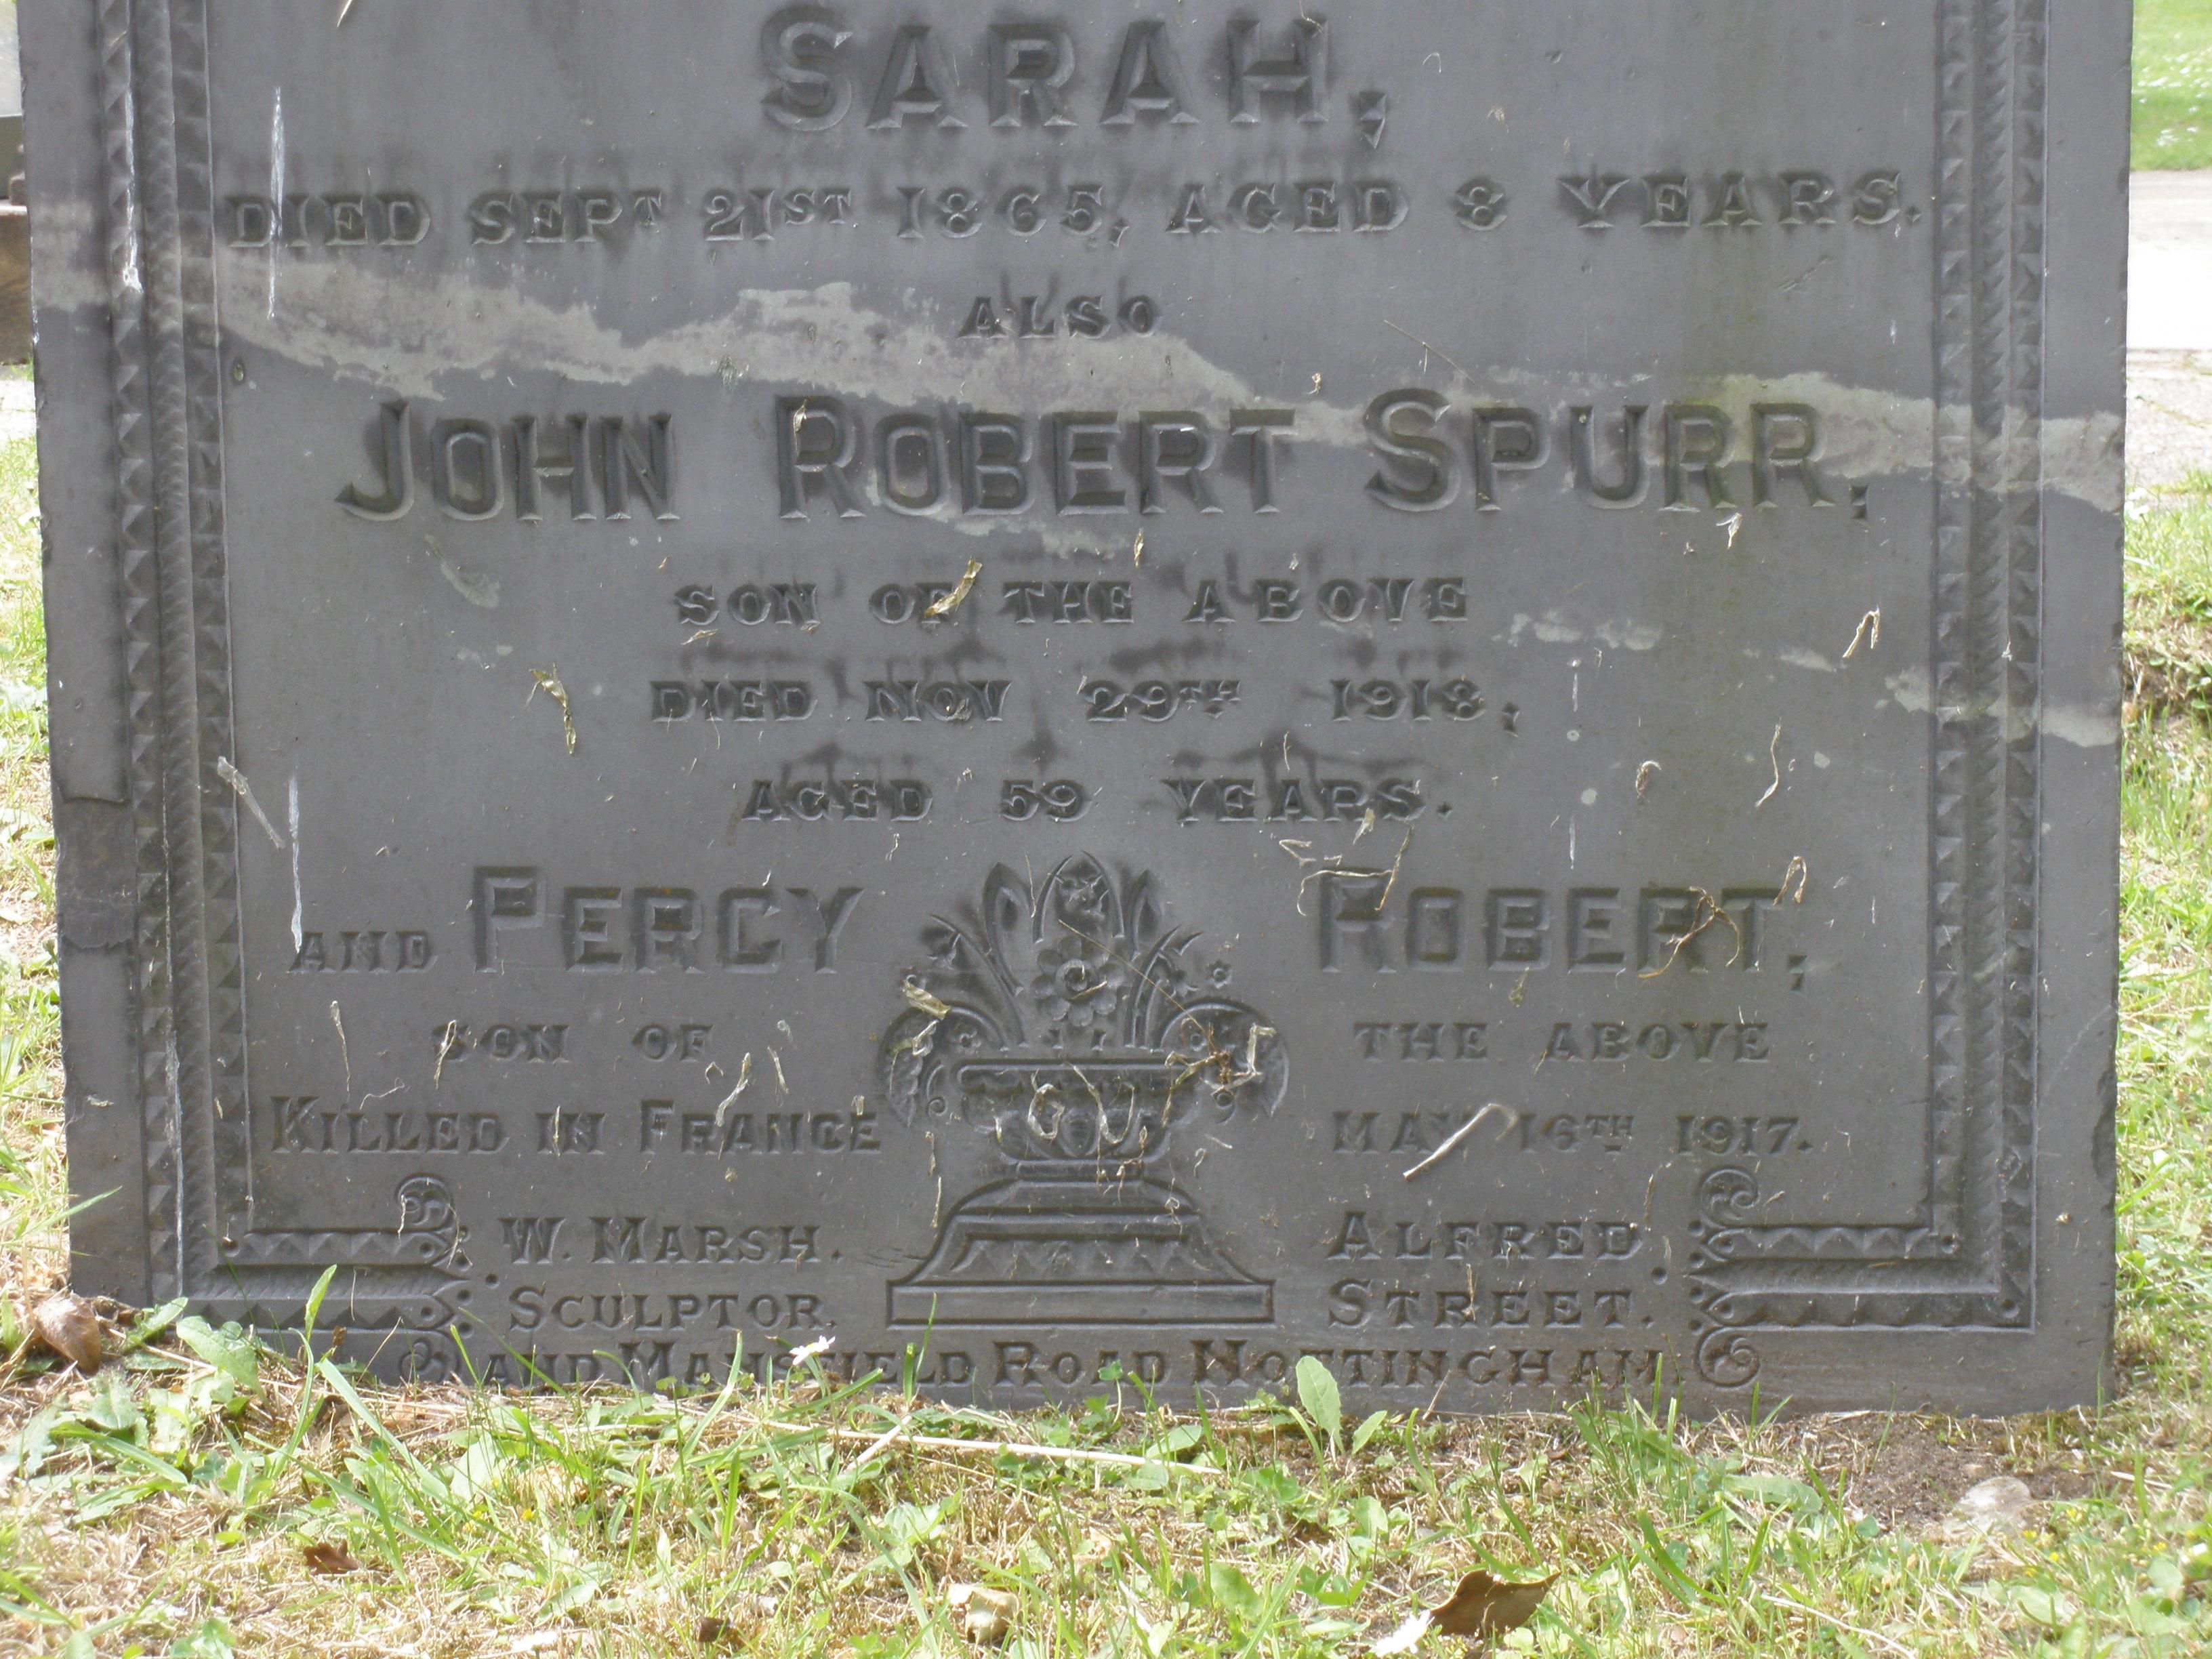 SARAH,
DIED SEPT 21ST 1865, AGED 8 YEARS.
ALSO
JOHN ROBERT SPURR,
SON OF THE ABOVE
DIED NOV 29TH 1918,
AGED 59 YEARS.
AND PERCY ROBERT,
SON OF THE ABOVE
KILLED IN FRANCE MAY 16TH 1917.
W. MARSH. ALFRED
SCULPTOR. STREET.
AND MANSFIELD ROAD NOTTINGHAM.